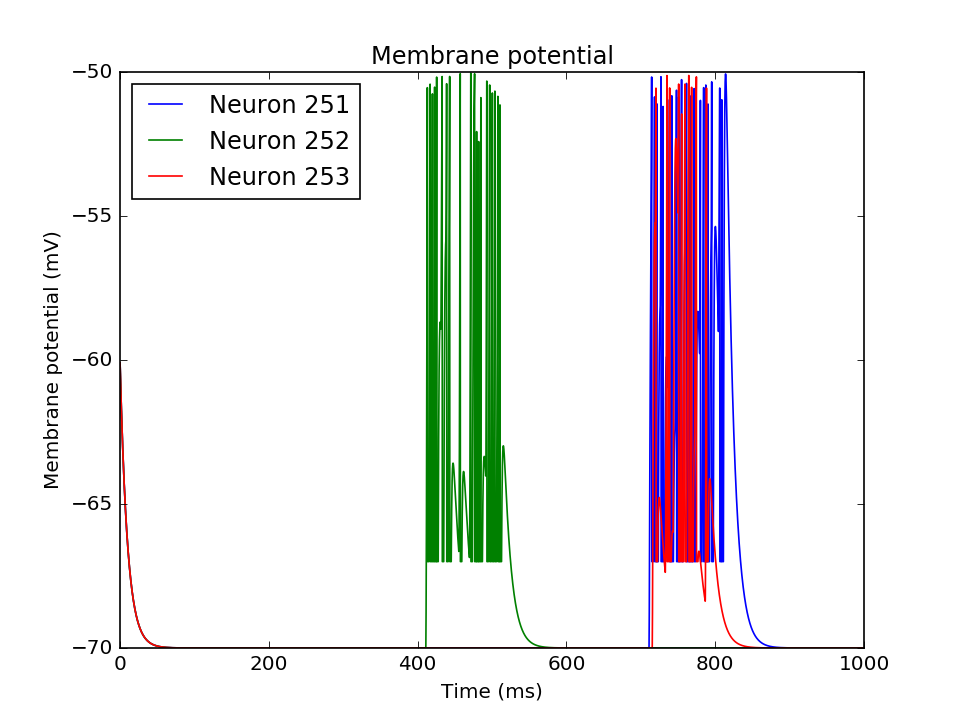 Membrane potential
−50
−55
−60
−65
−70
Membrane potential (mV)
Neuron 251
Neuron 252
Neuron 253
0
200
400
600
800
1000
Time (ms)